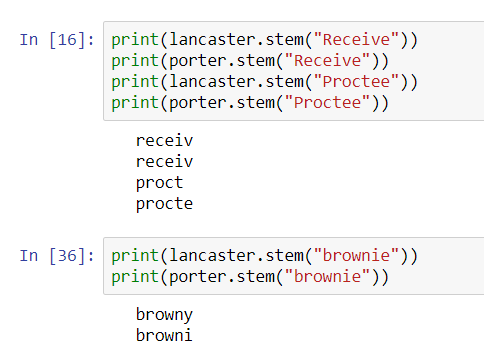 In [16]: print(lancaster.stem("Receive"))
print(porter.stem("Receive"))
print(lancaster.stem("Proctee"))
print(porter.stem("Proctee"))
receiv
receiv
proct
procte
In [36]: print(lancaster.stem("brownie"))
print(porter.stem("brownie"))
browny
browni